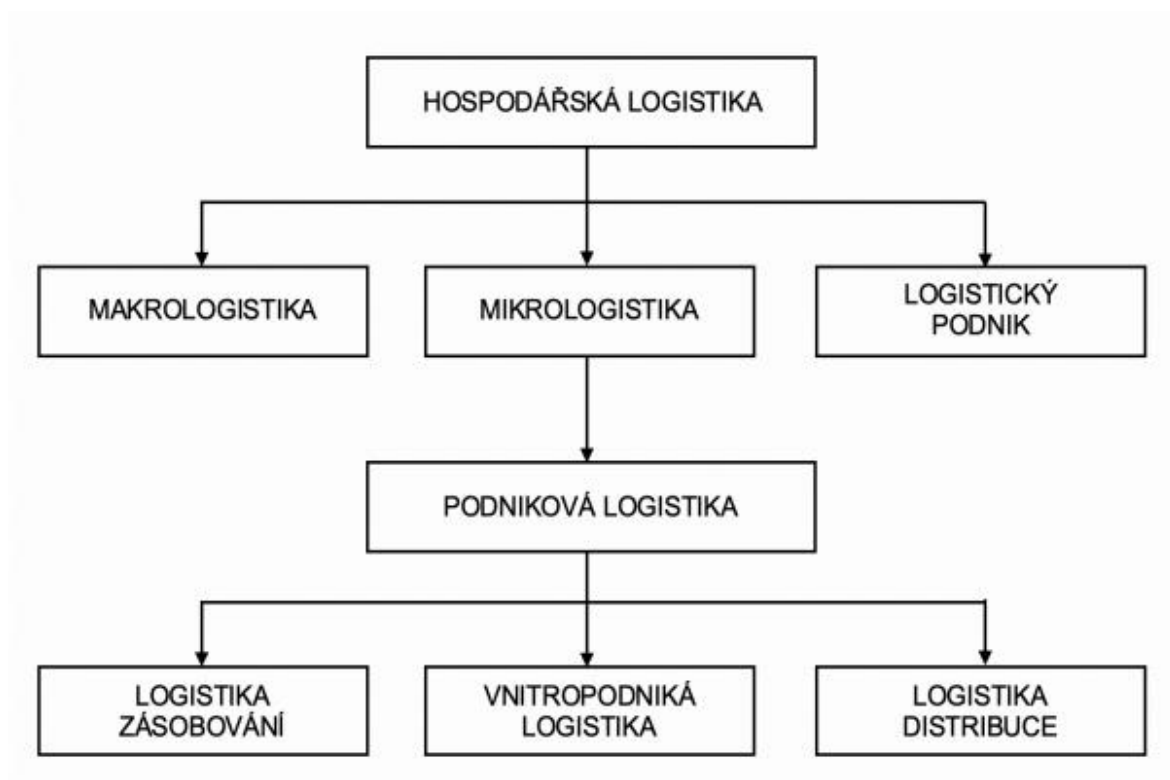 HOSPODÁŘSKÁ LOGISTIKA
MAKROLOGISTIKA
MIKROLOGISTIKA
LOGISTICKÝ
PODNIK
PODNIKOVÁ LOGISTIKA
LOGISTIKA
ZÁSOBOVÁNÍ
VNITROPODNIKÁ
LOGISTIKA
LOGISTIKA
DISTRIBUCE